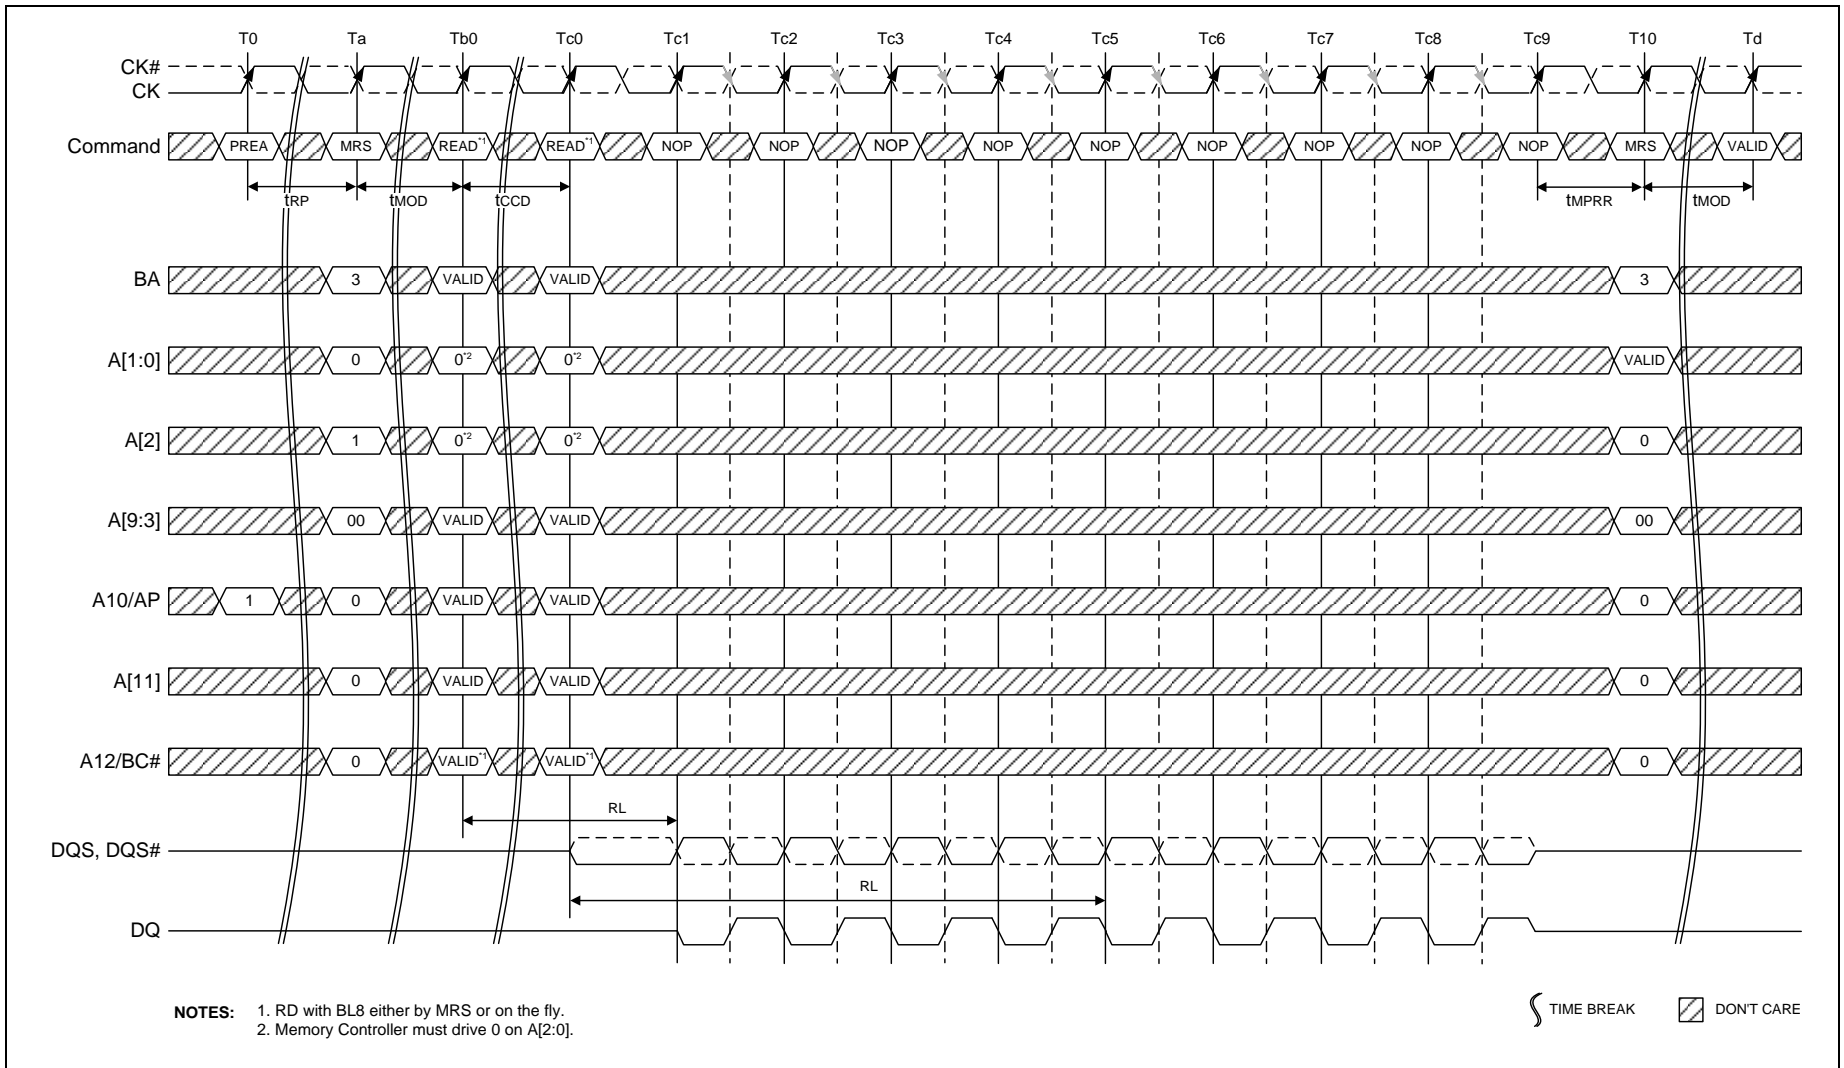 T0 Ta Tb0 Tc0 Tc1 Tc2 Tc3 Tc4 Tc5 Tc6 Tc7 Tc8 Tc9 T10 Td
CK#
CK
Command PREA MRS READ*1 READ*1 NOP NOP NOP NOP NOP NOP NOP NOP NOP MRS VALID
tRP tMOD tCCD tMPRR tMOD
BA 3 VALID VALID 3
A[1:0] 0 0*2 0*2 VALID
A[2] 1 0*2 0*2 0
A[9:3] 00 VALID VALID 00
A10/AP 1 0 VALID VALID 0
A[11] 0 VALID VALID 0
A12/BC# 0 VALID*1 VALID*1 0
RL
DQS, DQS#
RL
DQ
NOTES: 1. RD with BL8 either by MRS or on the fly.
2. Memory Controller must drive 0 on A[2:0].
TIME BREAK DON'T CARE